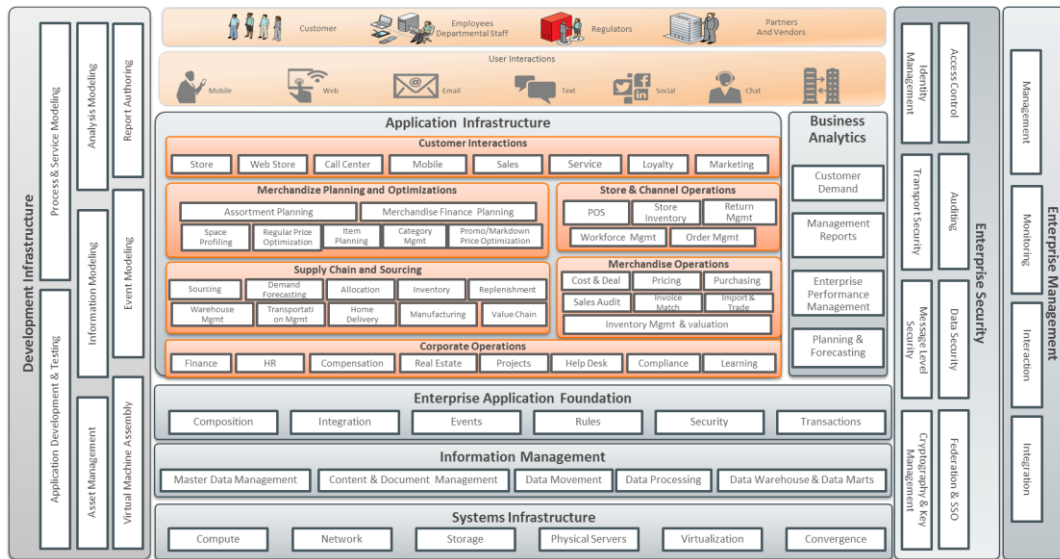 Customer
Employees
Departmental Staff
Regulators
Partners
And Vendors
User Interactions
Mobile
Web
Email
Text
Social
Chat
Development Infrastructure
Process & Service Modeling
Application Development & Testing
Analysis Modeling
Information Modeling
Asset Management
Report Authoring
Event Modeling
Virtual Machine Assembly
Application Infrastructure
Customer Interactions
Store
Web Store
Call Center
Mobile
Sales
Service
Loyalty
Marketing
Merchandize Planning and Optimizations
Assortment Planning
Merchandise Finance Planning
Space
Profiling
Regular Price
Optimization
Item
Planning
Category
Mgmt
Promo/Markdown
Price Optimization
Store & Channel Operations
POS
Store
Inventory
Return
Mgmt
Workforce Mgmt
Order Mgmt
Supply Chain and Sourcing
Sourcing
Demand
Forecasting
Allocation
Inventory
Replenishment
Warehouse
Mgmt
Transportati
on Mgmt
Home
Delivery
Manufacturing
Value Chain
Merchandise Operations
Cost & Deal
Pricing
Purchasing
Sales Audit
Invoice
Match
Import &
Trade
Inventory Mgmt & valuation
Corporate Operations
Finance
HR
Compensation
Real Estate
Projects
Help Desk
Compliance
Learning
Business
Analytics
Customer
Demand
Management
Reports
Enterprise
Performance
Management
Planning &
Forecasting
Enterprise Application Foundation
Composition
Integration
Events
Rules
Security
Transactions
Information Management
Master Data Management
Content & Document Management
Data Movement
Data Processing
Data Warehouse & Data Marts
Systems Infrastructure
Compute
Network
Storage
Physical Servers
Virtualization
Convergence
Identity
Management
Transport Security
Message Level
Security
Cryptography & Key
Management
Access Control
Auditing
Data Security
Federation & SSO
Enterprise Security
Management
Monitoring
Interaction
Integration
Enterprise Management